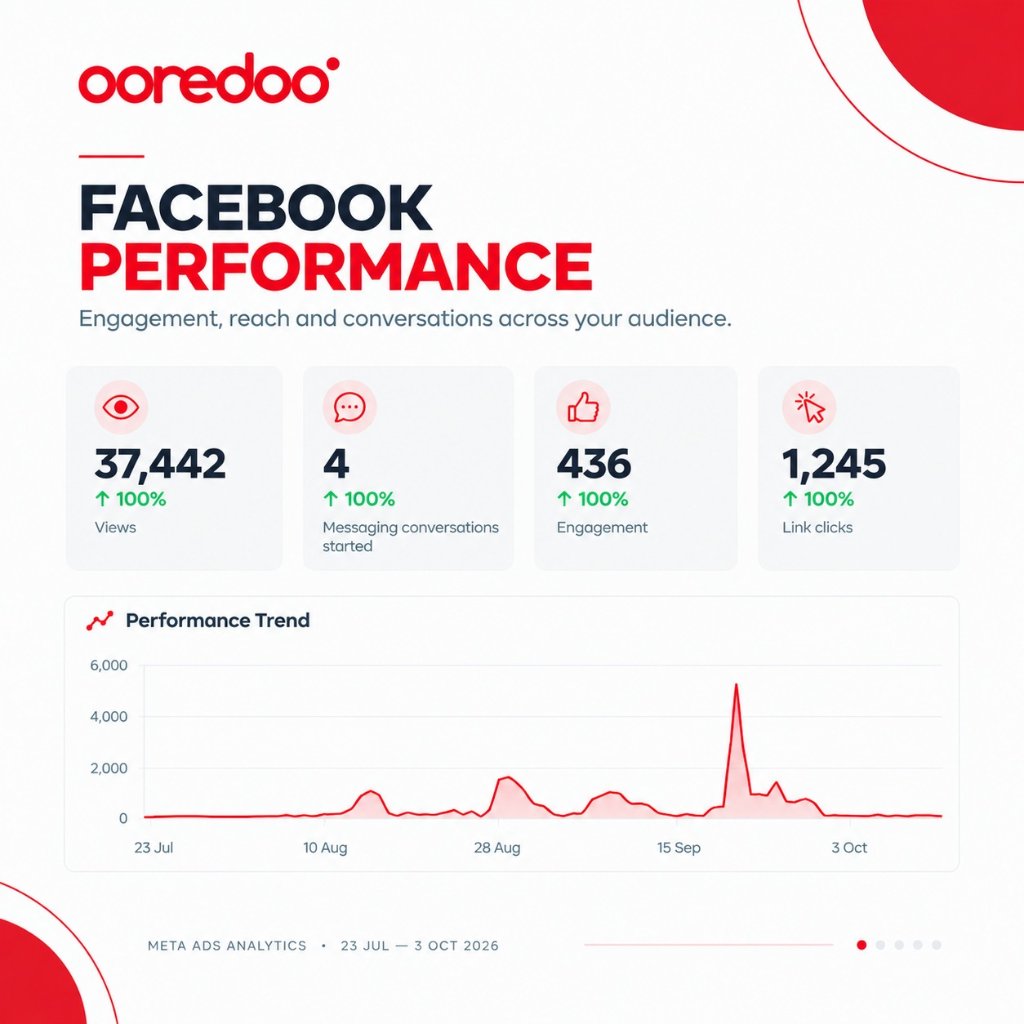 ooredoo
FACEBOOK
PERFORMANCE
Engagement, reach and conversations across your audience.
37,442
↑ 100%
Views
4
↑ 100%
Messaging conversations
started
436
↑ 100%
Engagement
1,245
↑ 100%
Link clicks
Performance Trend
6,000
4,000
2,000
0
23 Jul
10 Aug
28 Aug
15 Sep
3 Oct
META ADS ANALYTICS • 23 JUL — 3 OCT 2026